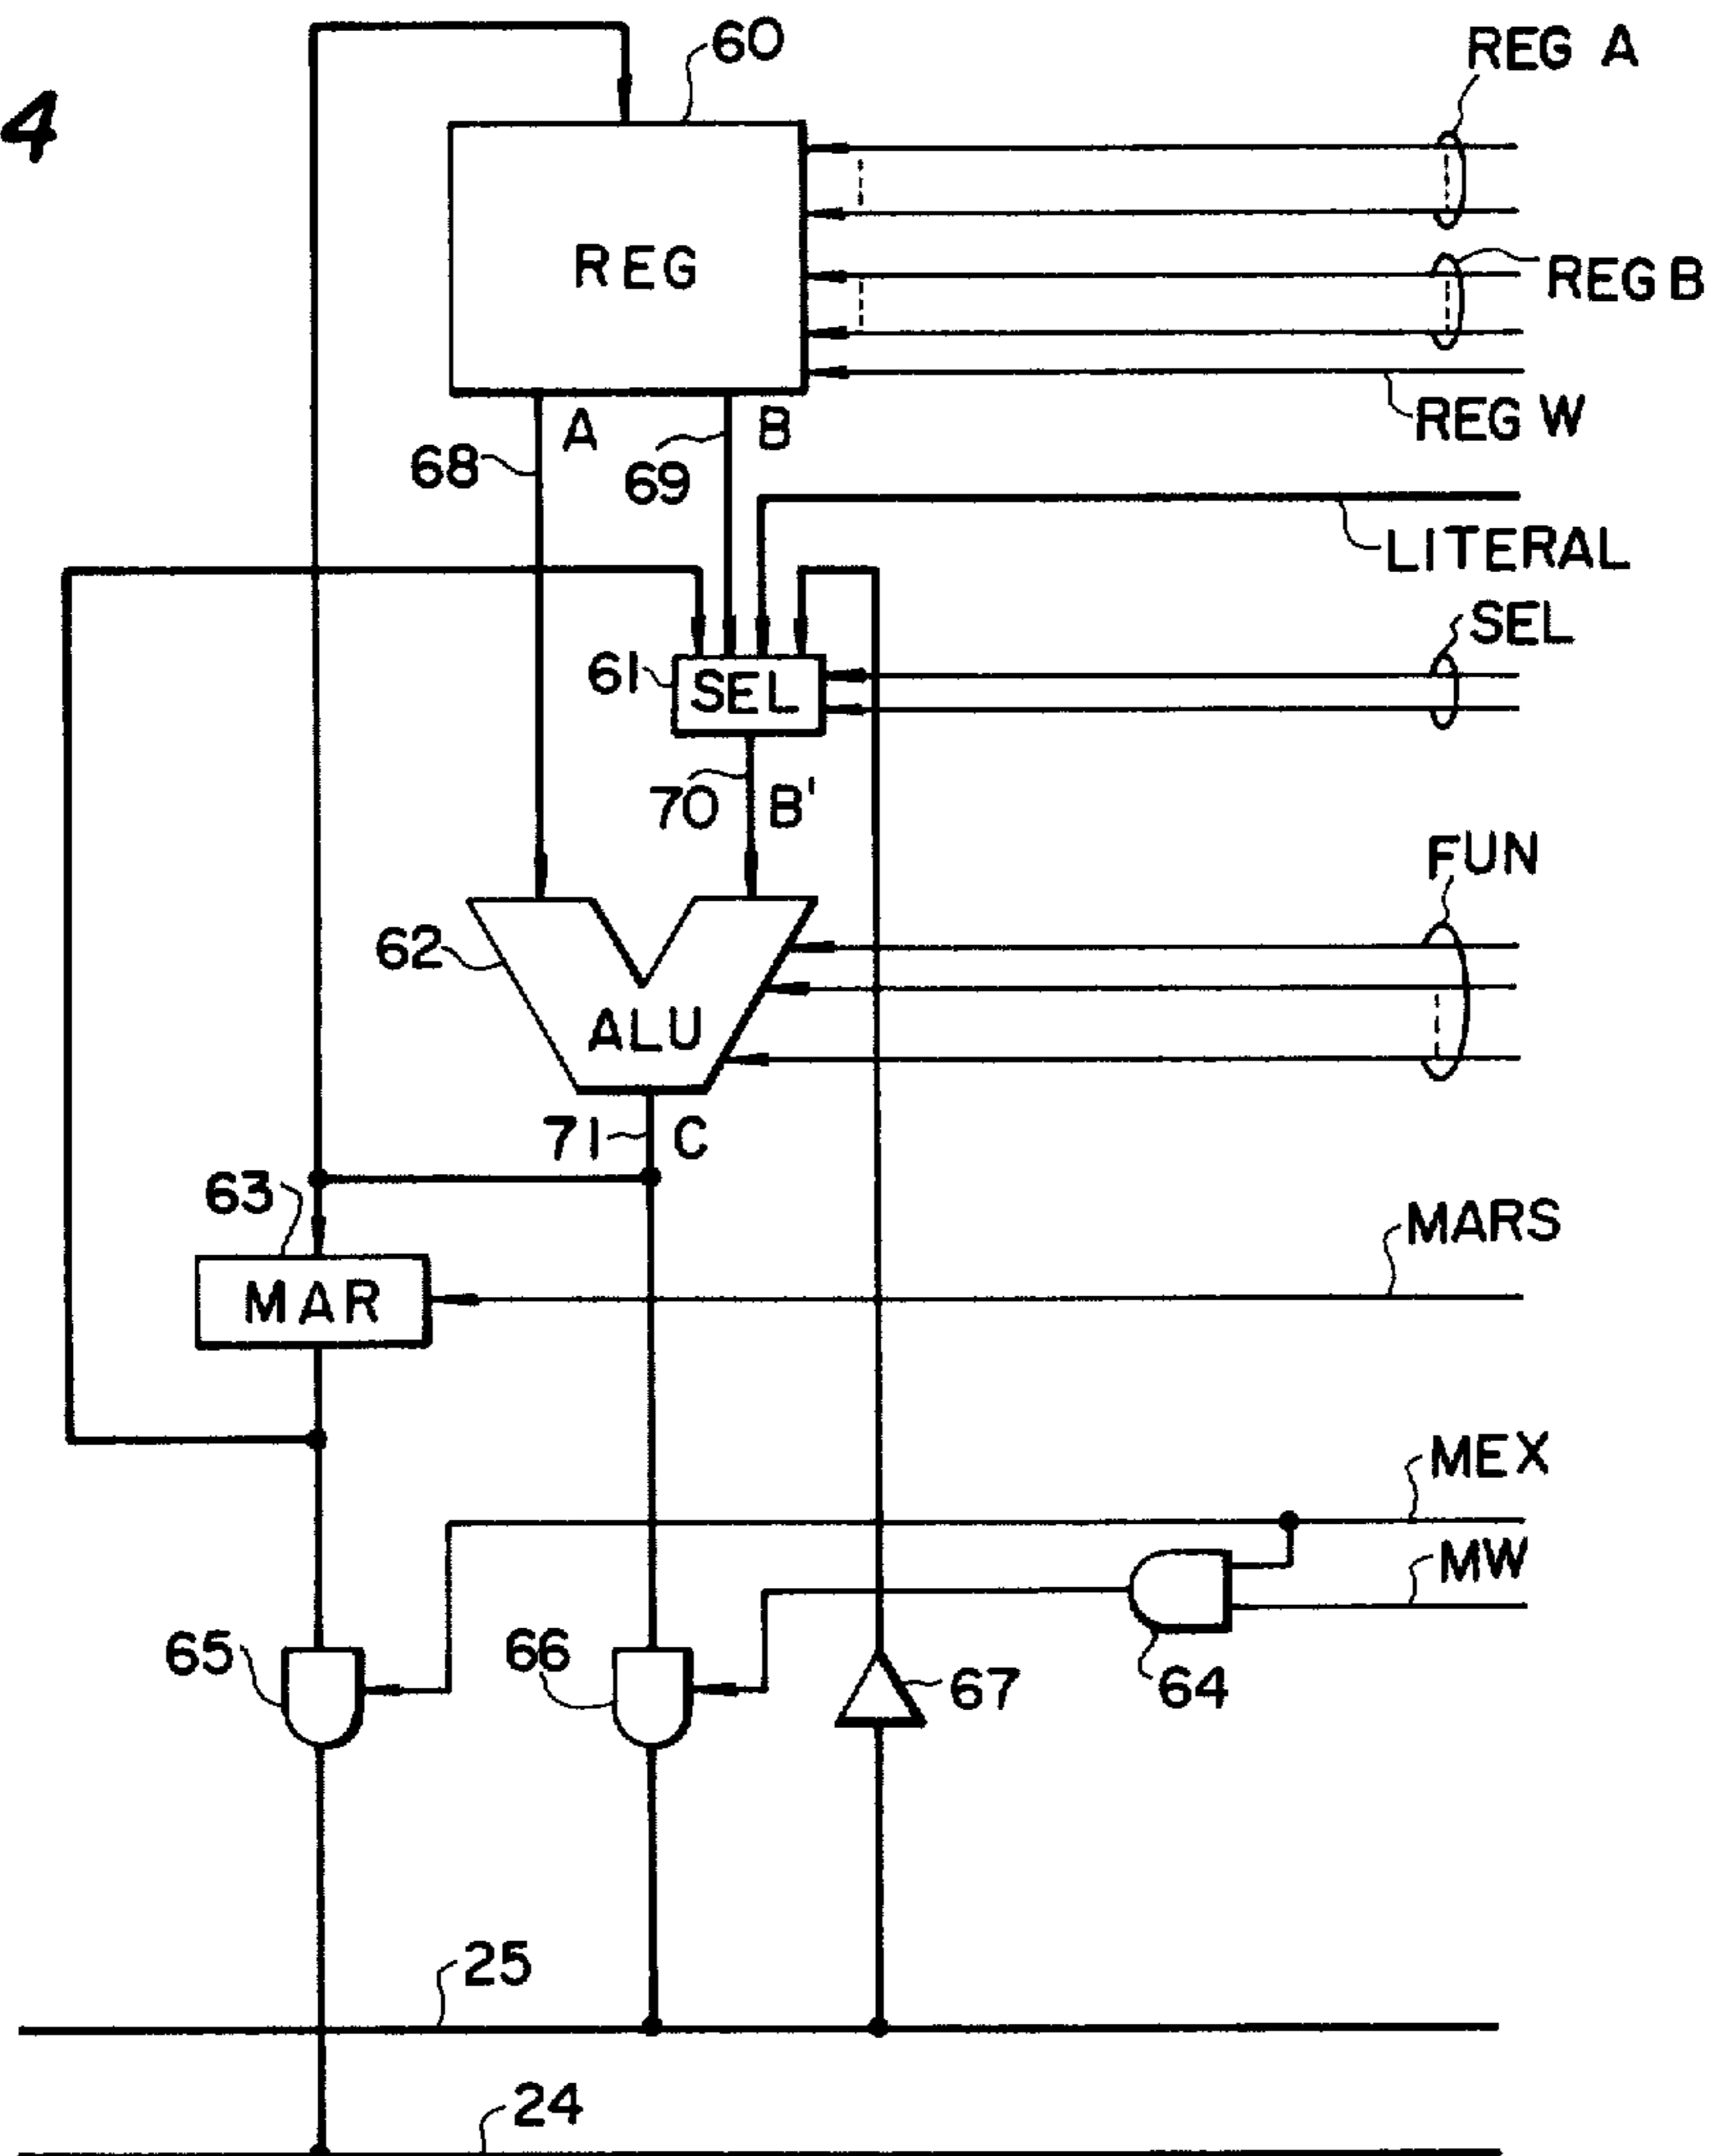 4
60
REG A
REG
REG B
REG W
A
B
68
69
LITERAL
SEL
61
SEL
70
B'
FUN
62
ALU
71
C
63
MARS
MAR
MEX
MW
65
66
67
64
25
24